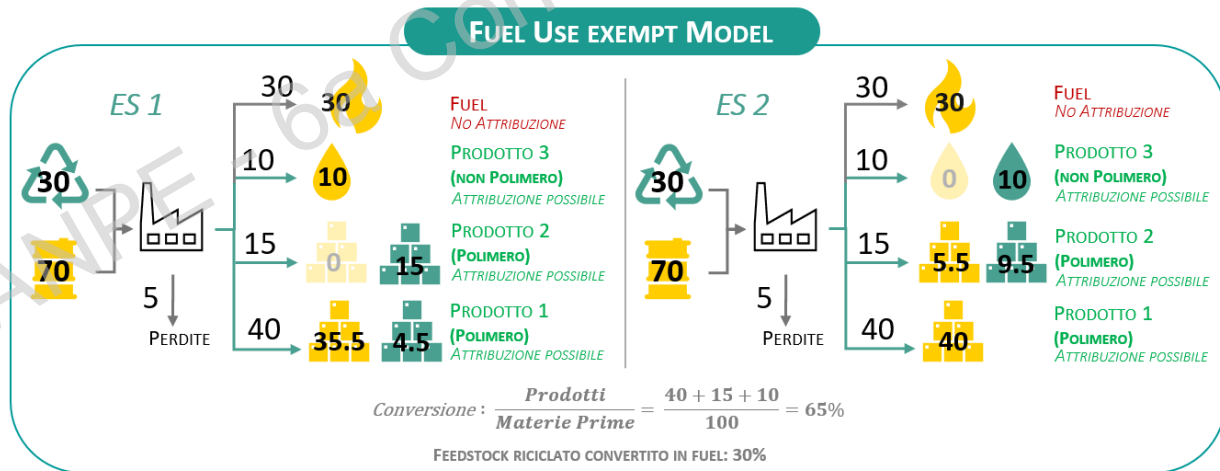 FUEL USE EXEMPT MODEL
ES 1
30
70
5
PERDITE
30
30
FUEL
NO ATTRIBUZIONE
10
10
PRODOTTO 3
(NON POLIMERO)
ATTRIBUZIONE POSSIBILE
15
0
15
PRODOTTO 2
(POLIMERO)
ATTRIBUZIONE POSSIBILE
40
35.5
4.5
PRODOTTO 1
(POLIMERO)
ATTRIBUZIONE POSSIBILE
ES 2
30
70
5
PERDITE
30
30
FUEL
NO ATTRIBUZIONE
10
0
10
PRODOTTO 3
(NON POLIMERO)
ATTRIBUZIONE POSSIBILE
15
5.5
9.5
PRODOTTO 2
(POLIMERO)
ATTRIBUZIONE POSSIBILE
40
40
PRODOTTO 1
(POLIMERO)
ATTRIBUZIONE POSSIBILE
Conversione : Prodotti / Materie Prime = 40 + 15 + 10 / 100 = 65%
FEEDSTOCK RICICLATO CONVERTITO IN FUEL: 30%